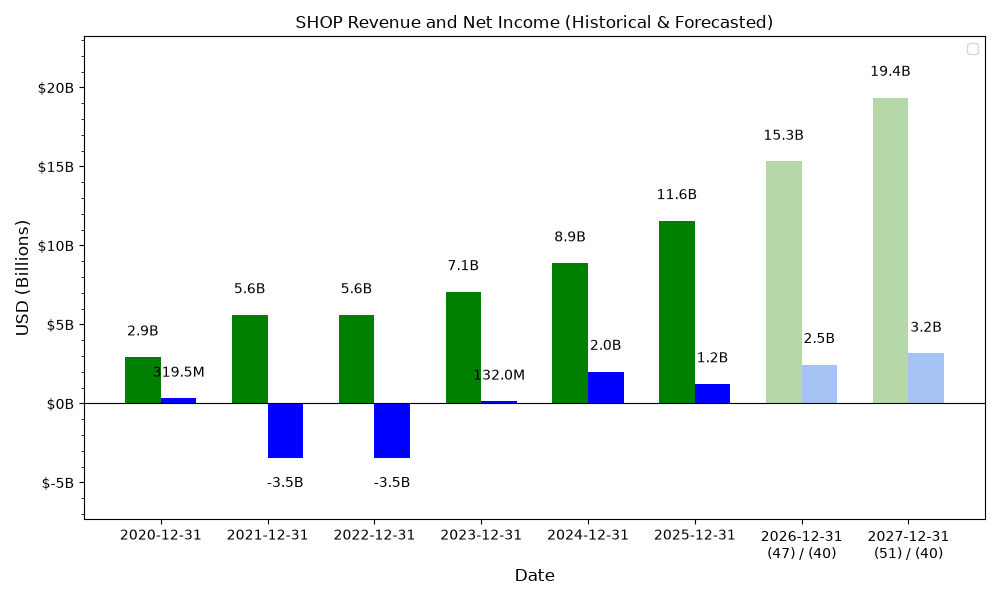 SHOP Revenue and Net Income (Historical & Forecasted)
USD (Billions)
$20B
$15B
$10B
$5B
$0B
$-5B
2.9B
319.5M
5.6B
-3.5B
5.6B
-3.5B
7.1B
132.0M
8.9B
2.0B
11.6B
1.2B
15.3B
2.5B
19.4B
3.2B
2020-12-31
2021-12-31
2022-12-31
2023-12-31
2024-12-31
2025-12-31
2026-12-31
(47) / (40)
2027-12-31
(51) / (40)
Date